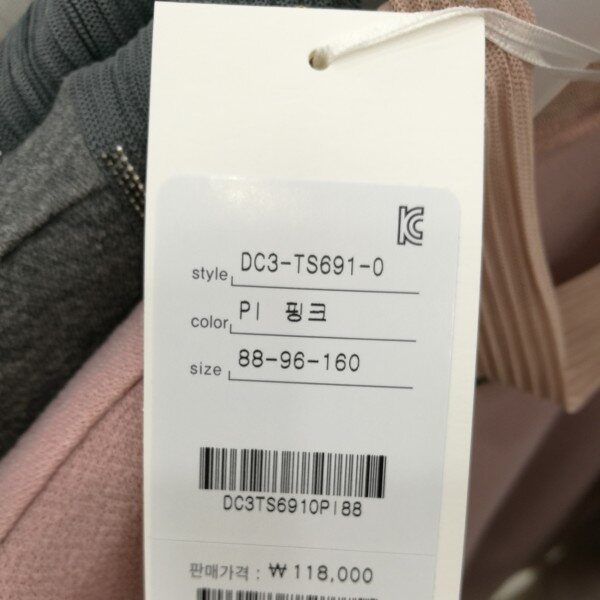 KC
style DC3-TS691-0
color PI 핑크
size 88-96-160
DC3TS6910PI88
판매가격 : ₩ 118,000